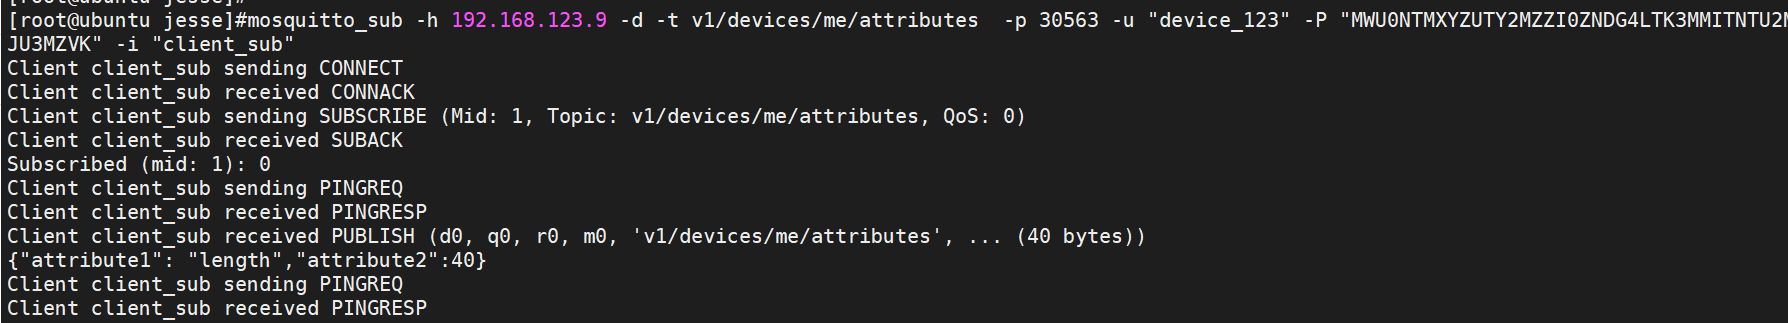 [root@ubuntu jesse]#
[root@ubuntu jesse]#mosquitto_sub -h 192.168.123.9 -d -t v1/devices/me/attributes  -p 30563 -u "device_123" -P "MWU0NTMXYZUTY2MZZI0ZNDG4LTK3MMITNTU2M
JU3MZVK" -i "client_sub"
Client client_sub sending CONNECT
Client client_sub received CONNACK
Client client_sub sending SUBSCRIBE (Mid: 1, Topic: v1/devices/me/attributes, QoS: 0)
Client client_sub received SUBACK
Subscribed (mid: 1): 0
Client client_sub sending PINGREQ
Client client_sub received PINGRESP
Client client_sub received PUBLISH (d0, q0, r0, m0, 'v1/devices/me/attributes', ... (40 bytes))
{"attribute1": "length","attribute2":40}
Client client_sub sending PINGREQ
Client client_sub received PINGRESP